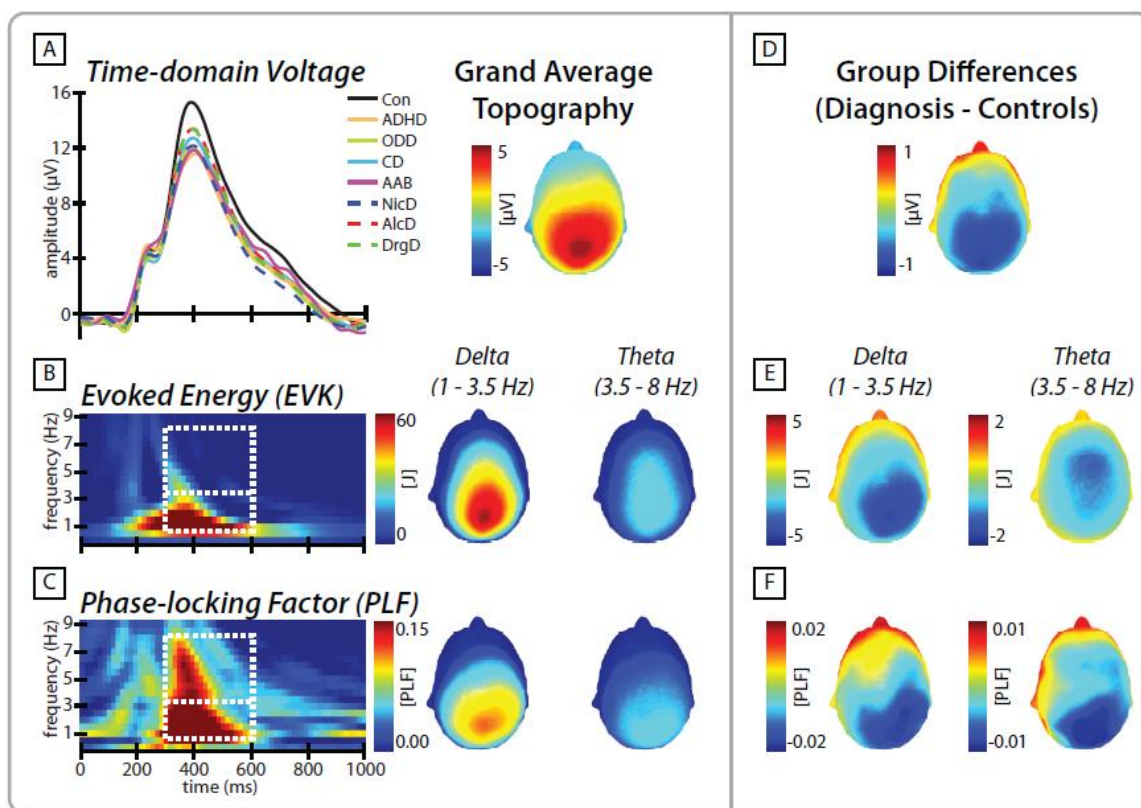 A
Time-domain Voltage
16
12
8
4
0
amplitude (µV)
Con
ADHD
ODD
CD
AAB
NicD
AlcD
DrgD
Grand Average
Topography
5
[µV]
-5
D
Group Differences
(Diagnosis - Controls)
1
[µV]
-1
B
Evoked Energy (EVK)
9
7
5
3
1
frequency (Hz)
60
[J]
0
Delta
(1 - 3.5 Hz)
Theta
(3.5 - 8 Hz)
E
Delta
(1 - 3.5 Hz)
Theta
(3.5 - 8 Hz)
5
[J]
-5
2
[J]
-2
C
Phase-locking Factor (PLF)
9
7
5
3
1
frequency (Hz)
0 200 400 600 800 1000
time (ms)
0.15
[PLF]
0.00
F
0.02
[PLF]
-0.02
0.01
[PLF]
-0.01